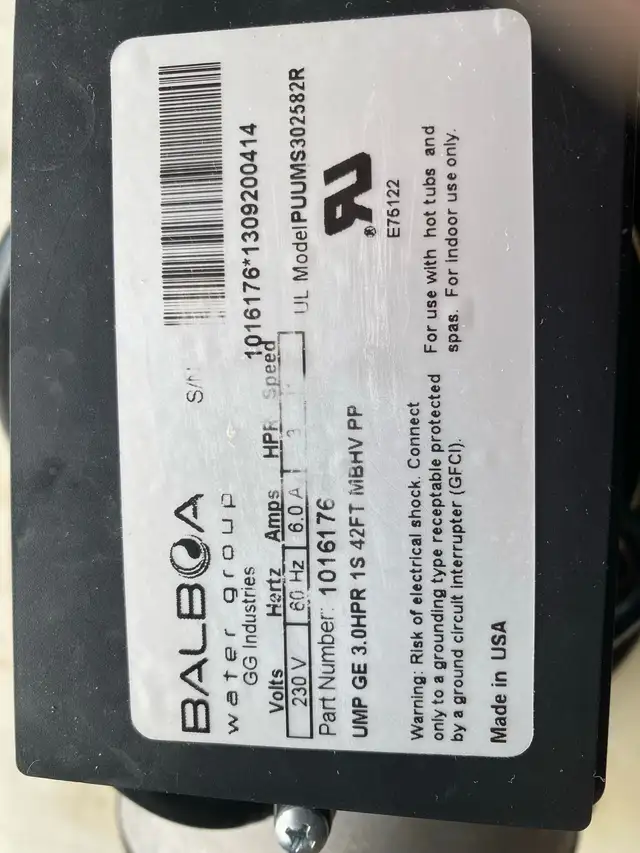 BALBOA
water group
GG Industries
S/N
1016176*1309200414
Volts Hertz Amps HPR Speed
230 V 60 Hz 6.0 A 3 1
UL Model PUUMS302582R
Part Number: 1016176
UMP GE 3.0HPR 1S 42FT MBHV PP
®
E75122
Warning: Risk of electrical shock. Connect
only to a grounding type receptable protected
by a ground circuit Interrupter (GFCI).
For use with hot tubs and
spas. For Indoor use only.
Made in USA